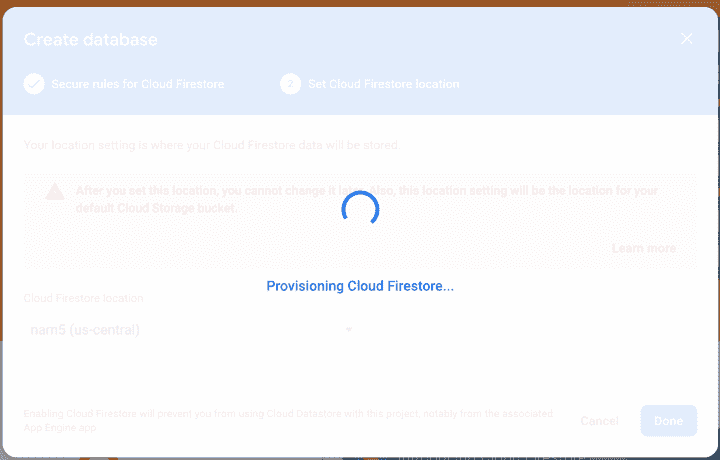 Create database
Secure rules for Cloud Firestore
2 Set Cloud Firestore location
Your location setting is where your Cloud Firestore data will be stored
After you set this location, you cannot change it later. Also, this location setting will be the location for your
default Cloud Storage bucket.
Learn more
Provisioning Cloud Firestore...
Cloud Firestore location
nam5 (us-central)
Enabling Cloud Firestore will prevent you from using Cloud Datastore with this project, notably from the associated
App Engine app
Cancel
Done